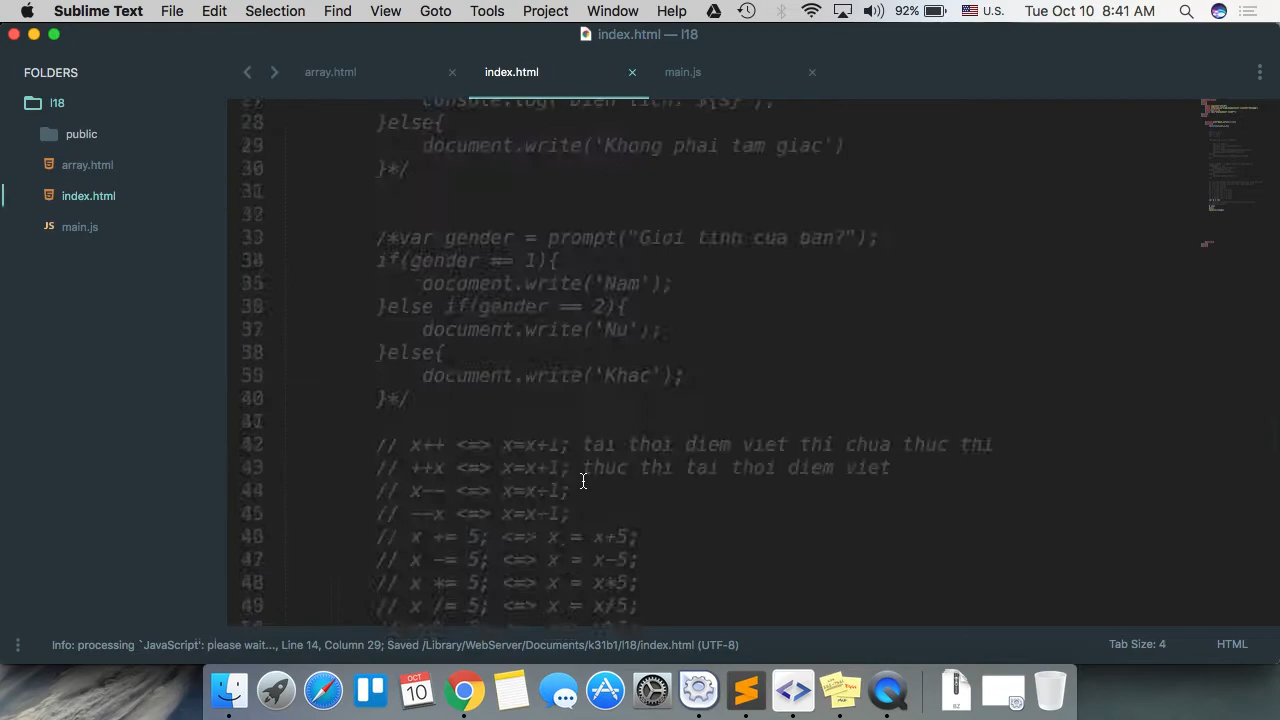 Sublime Text File Edit Selection Find View Goto Tools Project Window Help 92% U.S. Tue Oct 10 8:41 AM
index.html — l18
FOLDERS
l18
public
array.html
index.html
main.js
array.html index.html main.js
27 console.log( S} );
28 }else{
29 document.write('Khong phai tam giac')
30 }*/
31
32
33 /*var gender = prompt("Gioi tinh cua ban?");
34 if(gender == 1){
35 document.write('Nam');
36 }else if(gender == 2){
37 document.write('Nu');
38 }else{
39 document.write('Khac');
40 }*/
41
42 // x++ <=> x=x+1; tai thoi diem viet thi chua thuc thi
43 // ++x <=> x=x+1; thuc thi tai thoi diem viet
44 // x-- <=> x=x-1;
45 // --x <=> x=x-1;
46 // x += 5; <=> x = x+5;
47 // x -= 5; <=> x = x-5;
48 // x *= 5; <=> x = x*5;
49 // x /= 5; <=> x = x/5;
Info: processing `JavaScript': please wait..., Line 14, Column 29; Saved /Library/WebServer/Documents/k31b1/l18/index.html (UTF-8) Tab Size: 4 HTML
OCT
10